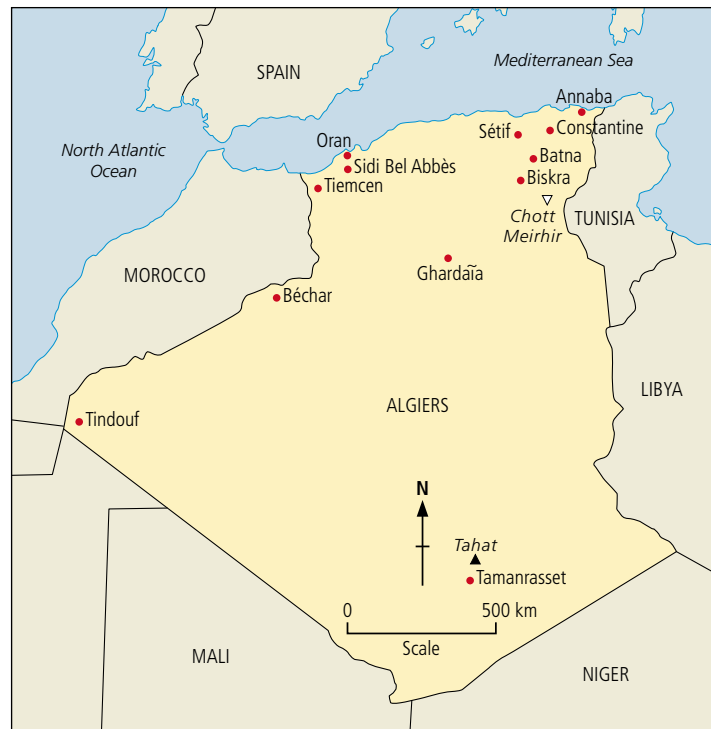 SPAIN
Mediterranean Sea
Annaba
Constantine
Sétif
Oran
North Atlantic
Ocean
Sidi Bel Abbès
Batna
Tiemcen
Biskra
Chott
Meirhir
TUNISIA
MOROCCO
Ghardaïa
Béchar
LIBYA
ALGIERS
Tindouf
N
Tahat
Tamanrasset
0
500 km
Scale
MALI
NIGER